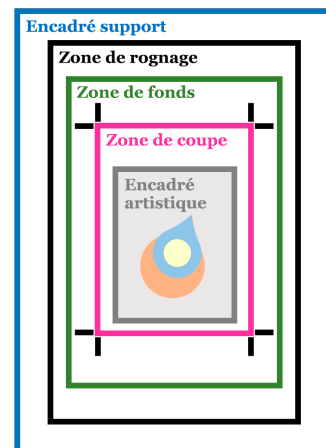 Encadré support
Zone de rognage
Zone de fonds
Zone de coupe
Encadré
artistique